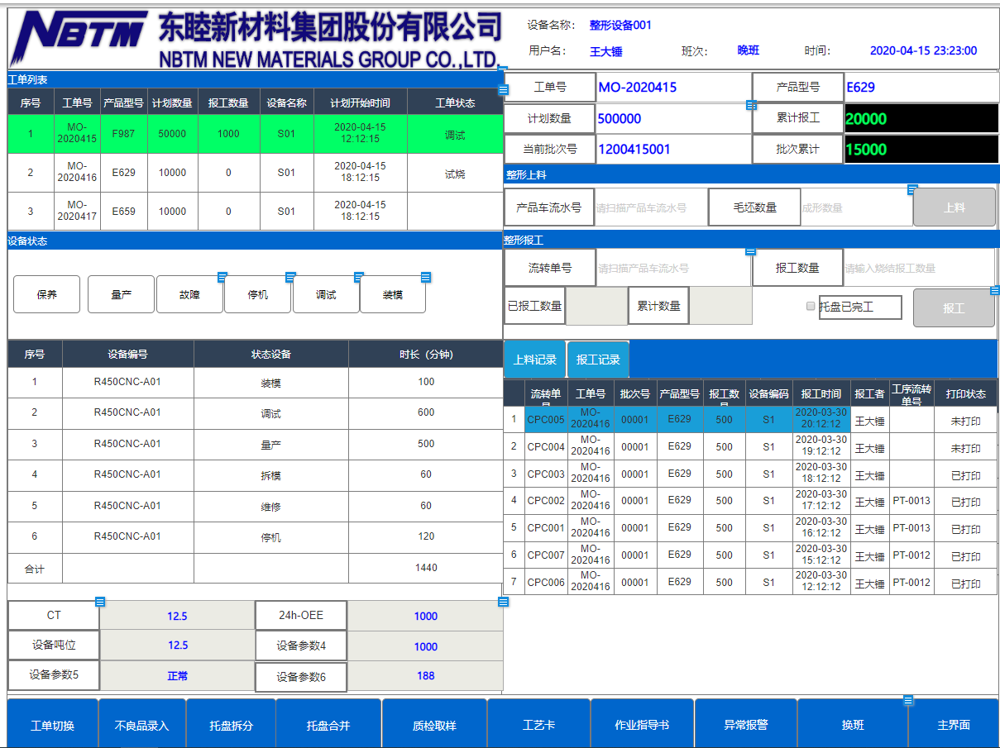 NBTM 东睦新材料集团股份有限公司
NBTM NEW MATERIALS GROUP CO.,LTD.
设备名称: 整形设备001
用户名: 王大锤 班次: 晚班 时间: 2020-04-15 23:23:00
工单列表
序号 工单号 产品型号 计划数量 报工数量 设备名称 计划开始时间 工单状态
1 MO-2020415 F987 50000 1000 S01 2020-04-15 12:12:15 调试
2 MO-2020416 E629 10000 0 S01 2020-04-15 18:12:15 试烧
3 MO-2020417 E659 10000 0 S01 2020-04-15 18:12:15
工单号 MO-2020415 产品型号 E629
计划数量 500000 累计报工 20000
当前批次号 1200415001 批次累计 15000
整形上料
产品车流水号 请扫描产品车流水号 毛坯数量 成形数量 上料
整形报工
流转单号 请扫描产品车流水号 报工数量 请输入烧结报工数量
已报工数量 累计数量 托盘已完工 报工
设备状态
保养 量产 故障 停机 调试 装模
序号 设备编号 状态设备 时长（分钟）
1 R450CNC-A01 装模 100
2 R450CNC-A01 调试 600
3 R450CNC-A01 量产 500
4 R450CNC-A01 拆模 60
5 R450CNC-A01 维修 60
6 R450CNC-A01 停机 120
合计 1440
上料记录 报工记录
流转单号 工单号 批次号 产品型号 报工数量 设备编码 报工时间 报工者 工序流转单号 打印状态
1 CPC005 MO-2020416 00001 E629 500 S1 2020-03-30 20:12:12 王大锤 未打印
2 CPC004 MO-2020416 00001 E629 500 S1 2020-03-30 19:12:12 王大锤 未打印
3 CPC003 MO-2020416 00001 E629 500 S1 2020-03-30 18:12:12 王大锤 已打印
4 CPC002 MO-2020416 00001 E629 500 S1 2020-03-30 17:12:12 王大锤 PT-0013 已打印
5 CPC001 MO-2020416 00001 E629 500 S1 2020-03-30 16:12:12 王大锤 PT-0013 已打印
6 CPC007 MO-2020416 00001 E629 500 S1 2020-03-30 15:12:12 王大锤 PT-0012 已打印
7 CPC006 MO-2020416 00001 E629 500 S1 2020-03-30 12:12:12 王大锤 PT-0012 已打印
CT 12.5 24h-OEE 1000
设备吨位 12.5 设备参数4 1000
设备参数5 正常 设备参数6 188
工单切换 不良品录入 托盘拆分 托盘合并 质检取样 工艺卡 作业指导书 异常报警 换班 主界面